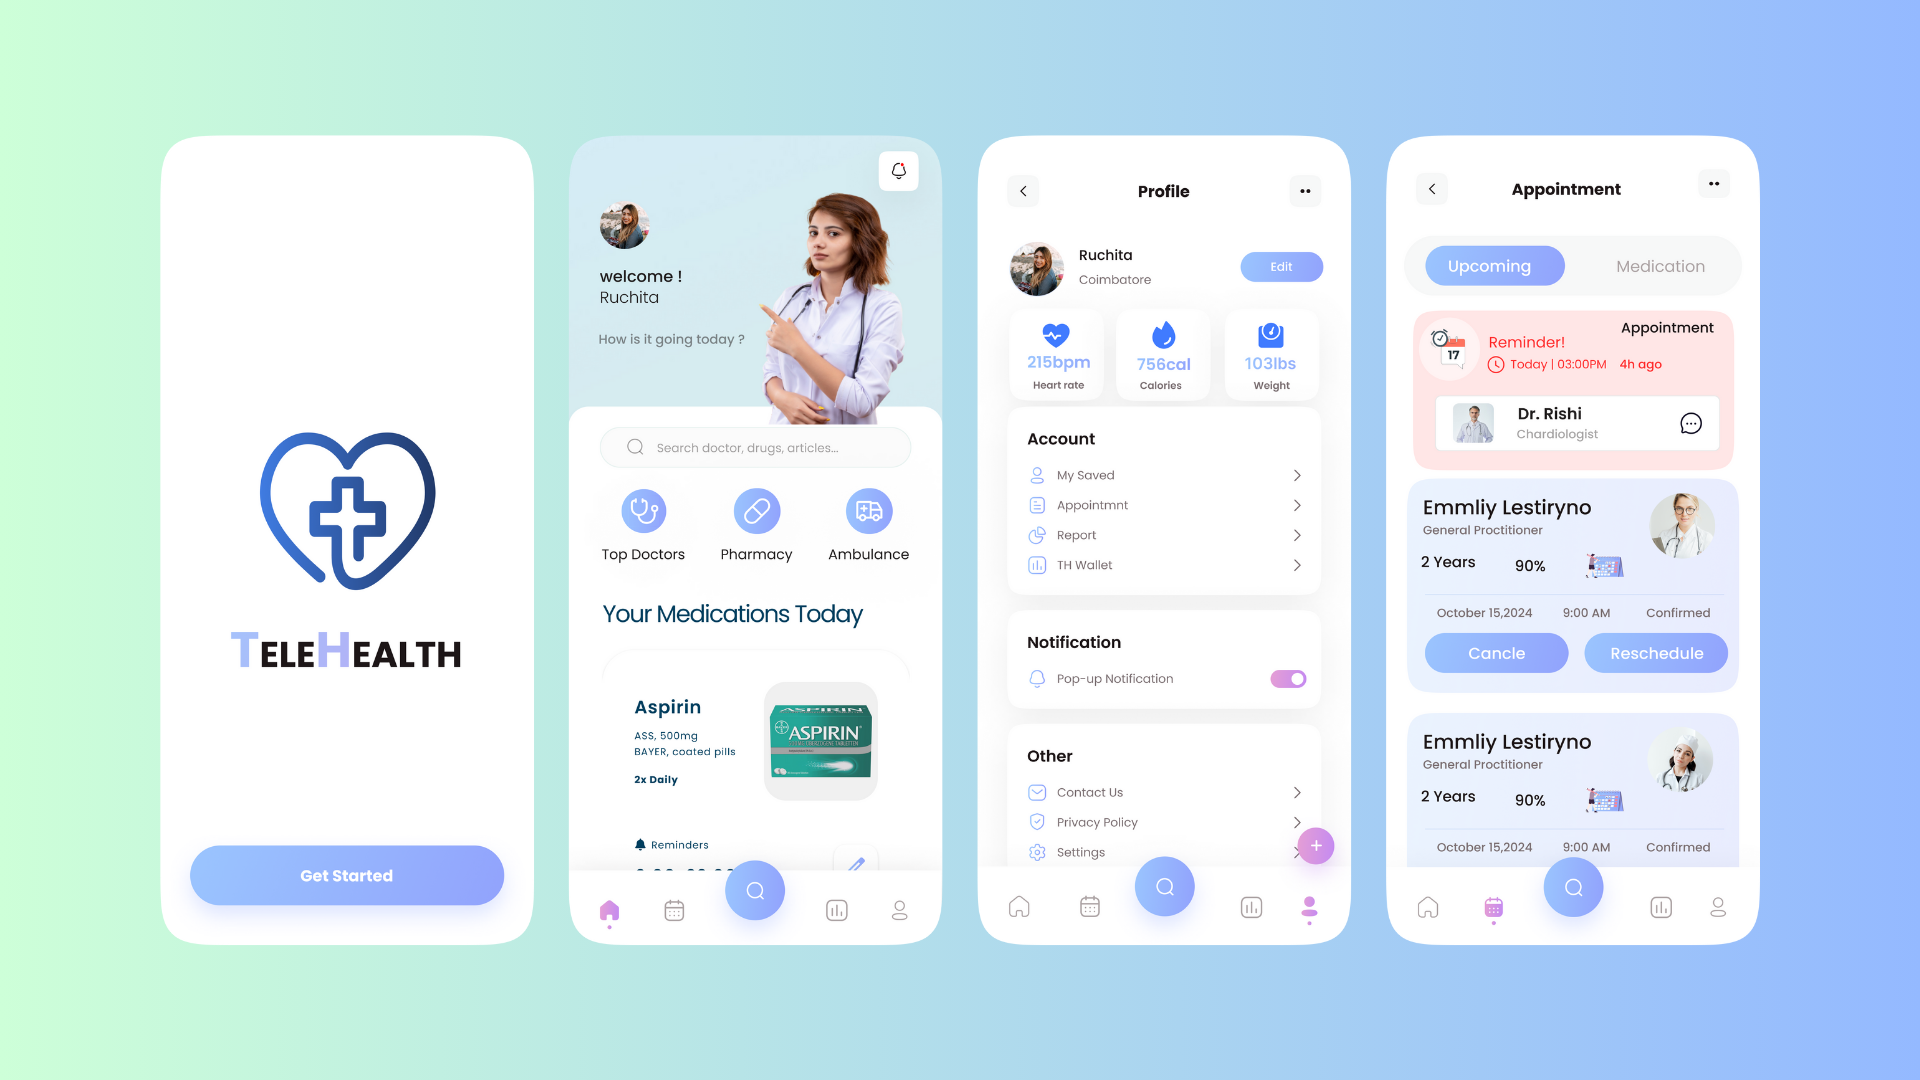 TELEHEALTH
Get Started
welcome !
Ruchita
How is it going today ?
Search doctor, drugs, articles...
Top Doctors
Pharmacy
Ambulance
Your Medications Today
Aspirin
ASS, 500mg
BAYER, coated pills
2x Daily
ASPIRIN
ASPIRIN
Reminders
Profile
Ruchita
Coimbatore
Edit
215bpm
Heart rate
756cal
Calories
103lbs
Weight
Account
My Saved
Appointmnt
Report
TH Wallet
Notification
Pop-up Notification
Other
Contact Us
Privacy Policy
Settings
Appointment
Upcoming
Medication
Appointment
17
Reminder!
Today | 03:00PM 4h ago
Dr. Rishi
Chardiologist
Emmliy Lestiryno
General Procttioner
2 Years
90%
October 15,2024 9:00 AM Confirmed
Cancle
Reschedule
Emmliy Lestiryno
General Procttioner
2 Years
90%
October 15,2024 9:00 AM Confirmed